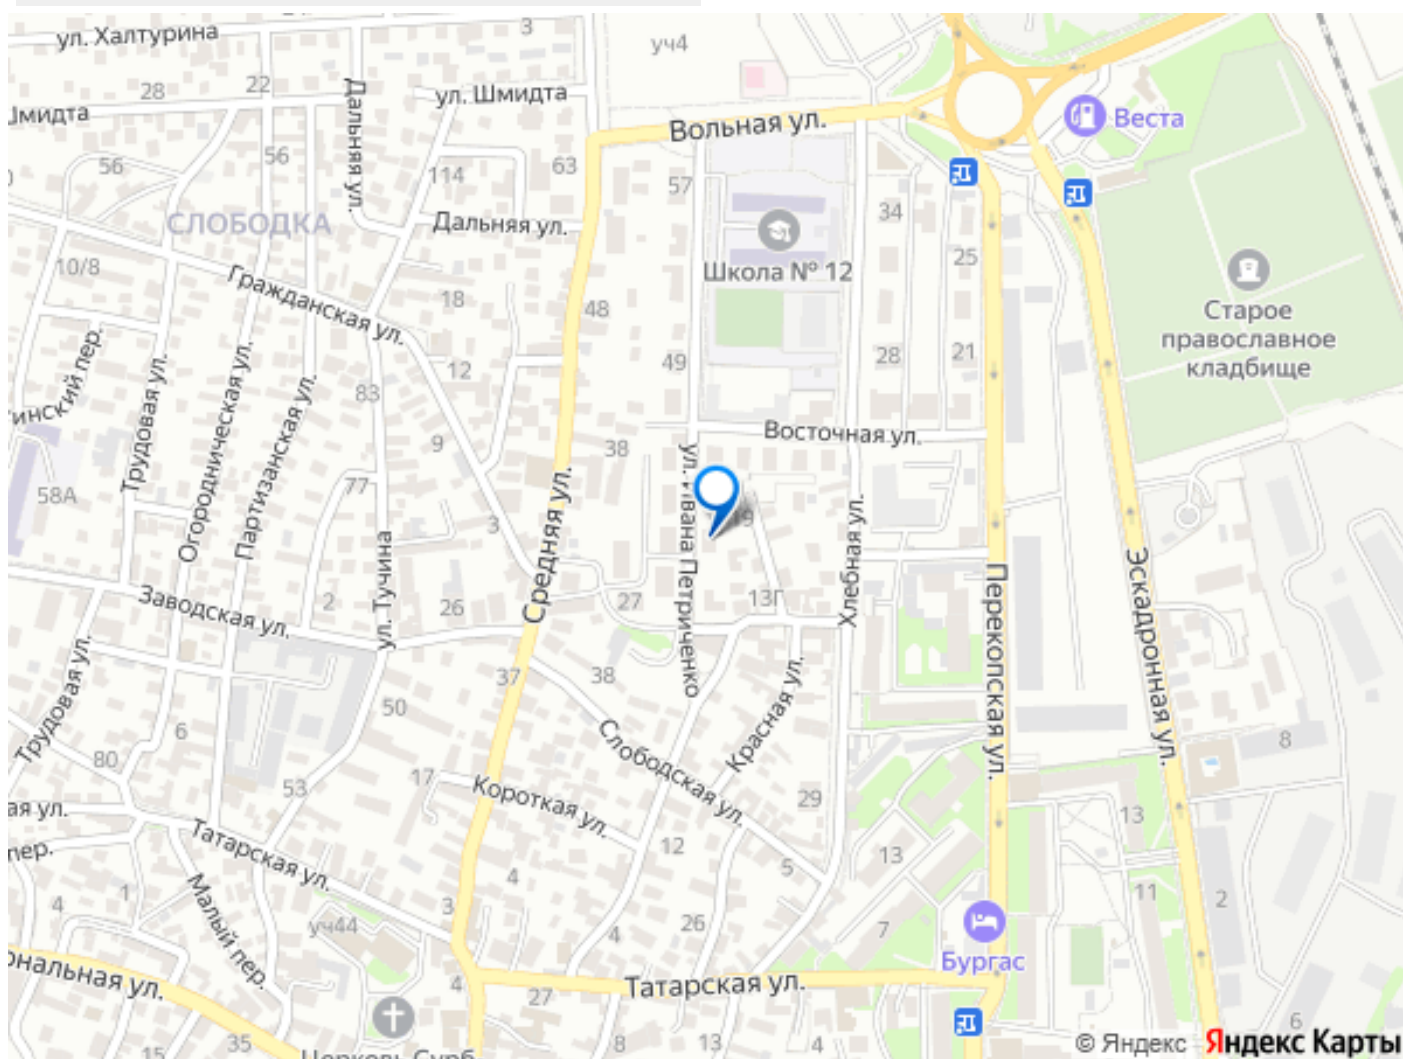 ул. Халтурина
3
уч4
28
22
ул. Шмидта
Шмидта
Дальняя ул.
Вольная ул.
Веста
56
56
114
63
57
34
СЛОБОДКА
Дальняя ул.
Школа № 12
25
10/8
Гражданская ул.
18
48
Старое
православное
кладбище
12
49
28
21
83
Трудовая ул.
Огородническая ул.
Партизанская ул.
9
38
Восточная ул.
58А
77
3
Средняя ул.
19
Хлебная ул.
ул. Тучина
Заводская ул.
2
26
27
13Г
Перекопская ул.
Эскадронная ул.
Трудовая ул.
37
38
Красная ул.
50
6
Слободская ул.
80
17
53
Короткая ул.
29
8
13
Татарская ул.
12
13
5
4
1
4
Малый пер.
11
2
3
уч44
26
7
4
Бургас
4
27
Татарская ул.
15
35
8
13
4
6
© Яндекс Яндекс Карты